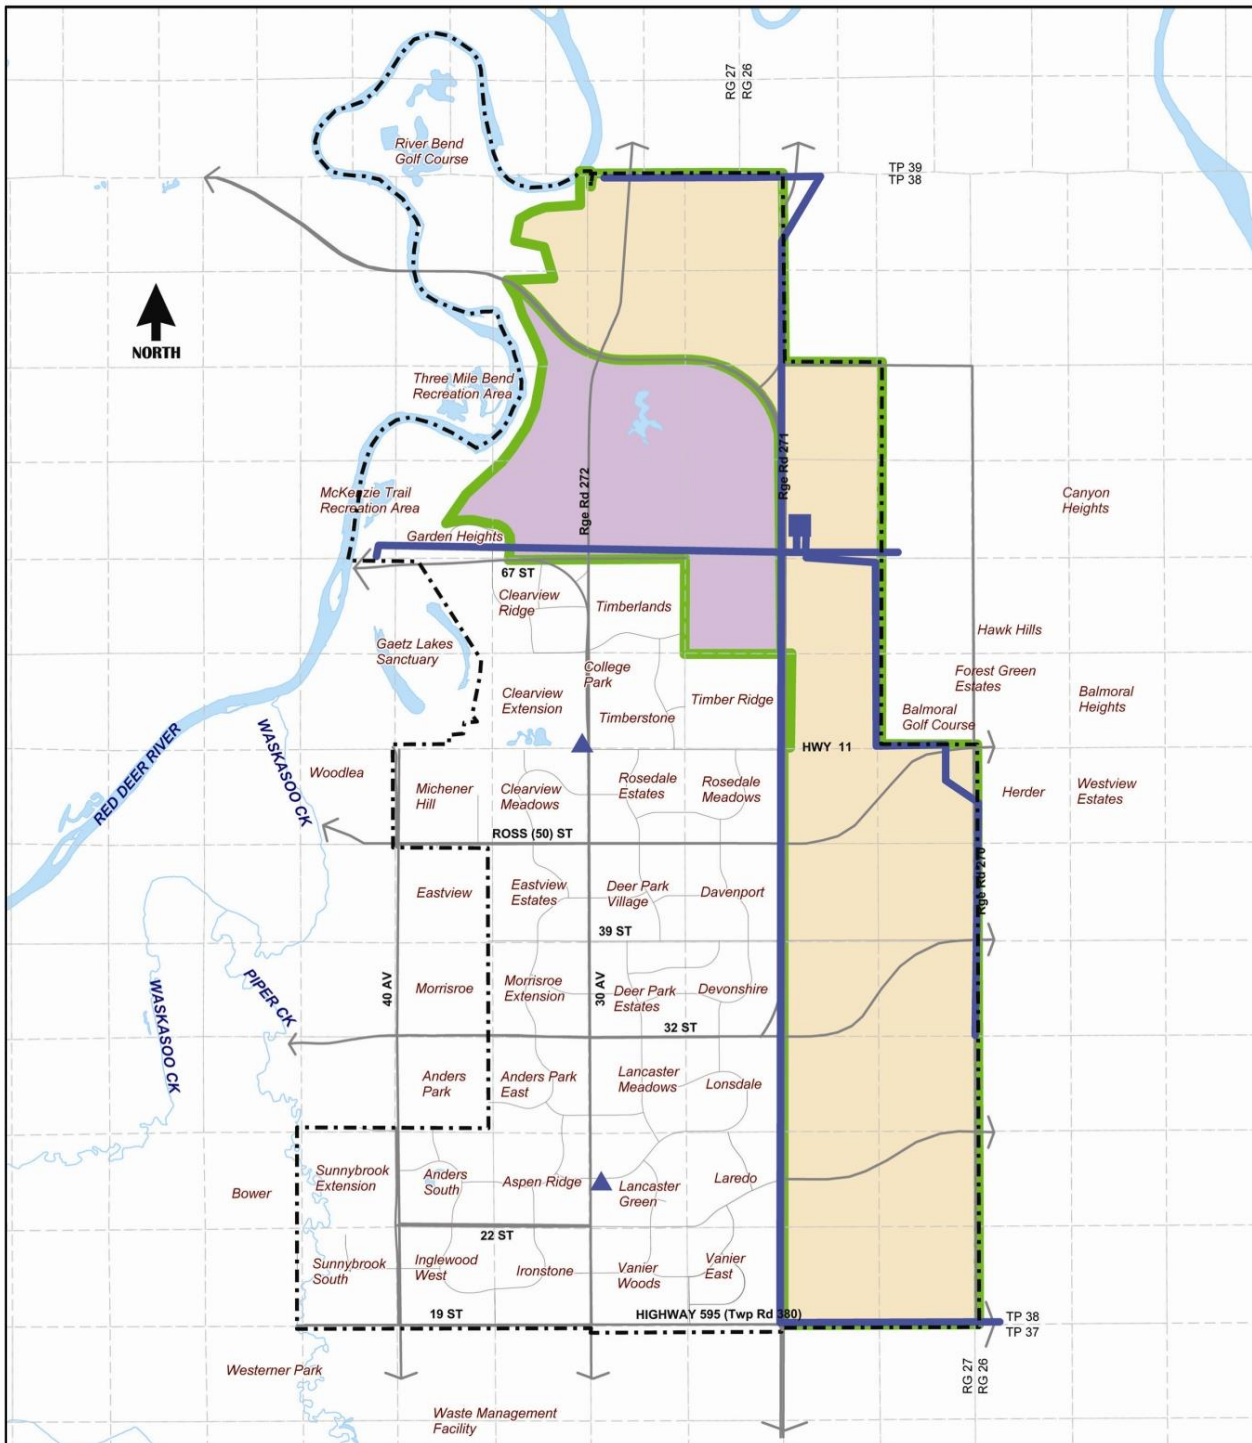 RG 27
RG 26
River Bend
Golf Course
TP 39
TP 38
NORTH
Three Mile Bend
Recreation Area
Rge Rd 271
Rge Rd 272
McKenzie Trail
Recreation Area
Canyon
Heights
Garden Heights
67 ST
Clearview
Ridge
Timberlands
Gaetz Lakes
Sanctuary
Hawk Hills
College
Park
Forest Green
Estates
Clearview
Extension
Timber Ridge
Balmoral
Heights
Timberstone
Balmoral
Golf Course
RED DEER RIVER
WASKASOO CK
HWY 11
Woodlea
Michener
Hill
Clearview
Meadows
Rosedale
Estates
Rosedale
Meadows
Herder
Westview
Estates
ROSS (50) ST
Eastview
Eastview
Estates
Deer Park
Village
Davenport
Rge Rd 270
39 ST
PIPER CK
WASKASOO CK
40 AV
30 AV
Morrisroe
Morrisroe
Extension
Deer Park
Estates
Devonshire
32 ST
Anders
Park
Anders Park
East
Lancaster
Meadows
Lonsdale
Bower
Sunnybrook
Extension
Anders
South
Aspen Ridge
Lancaster
Green
Laredo
22 ST
Sunnybrook
South
Inglewood
West
Ironstone
Vanier
Woods
Vanier
East
19 ST
HIGHWAY 595 (Twp Rd 380)
TP 38
TP 37
Westerner Park
RG 27
RG 26
Waste Management
Facility